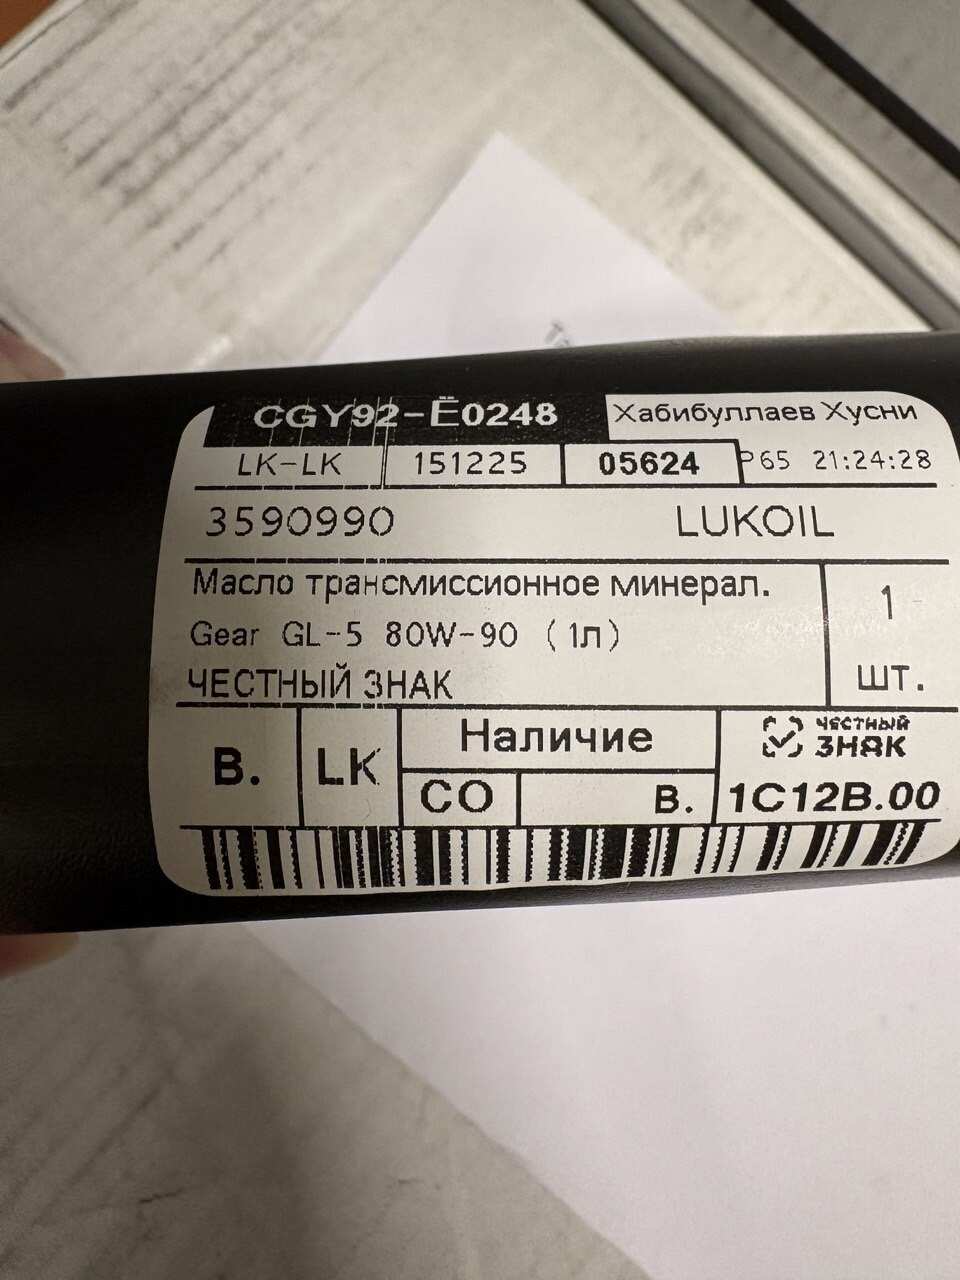 CGY92-Ё0248 Хабибуллаев Хусни
LK-LK 151225 05624 P65 21:24:28
3590990 LUKOIL
Масло трансмиссионное минерал.
Gear GL-5 80W-90 (1л)
ЧЕСТНЫЙ ЗНАК
1
шт.
В. LK
Наличие
СО В.
ЧЕСТНЫЙ
ЗНАК
1C12B.00